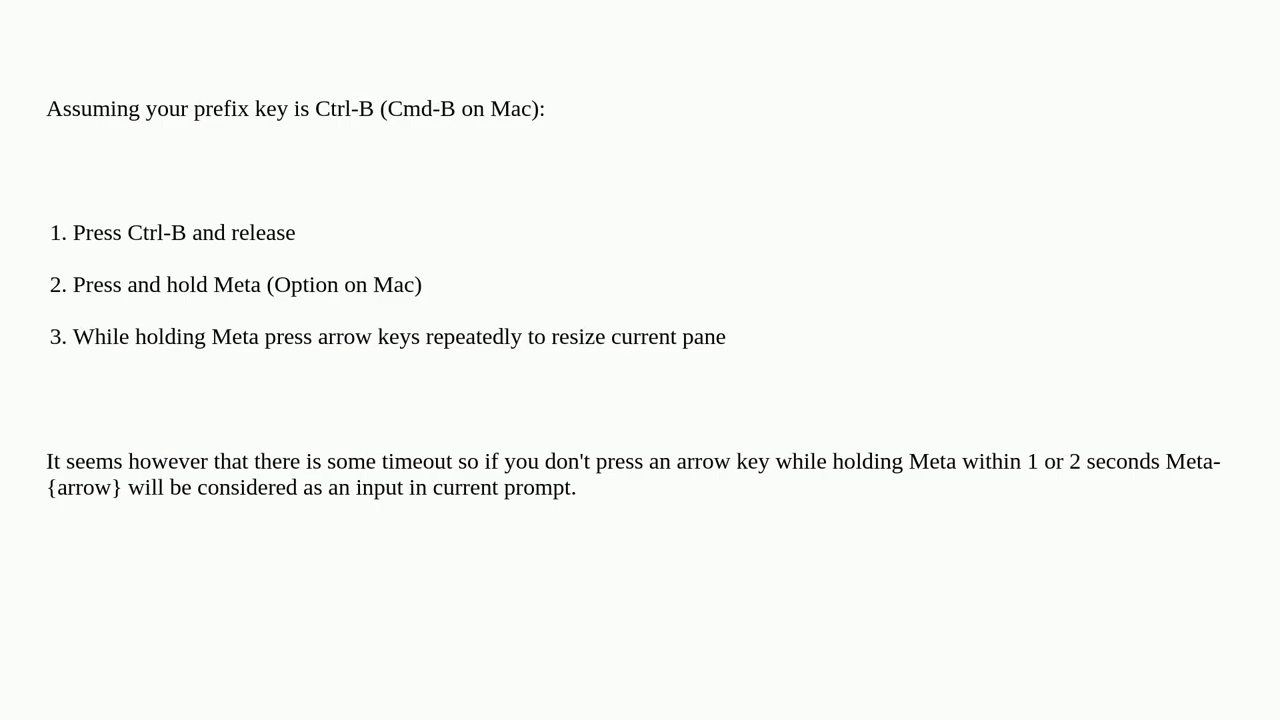 Assuming your prefix key is Ctrl-B (Cmd-B on Mac):
1. Press Ctrl-B and release
2. Press and hold Meta (Option on Mac)
3. While holding Meta press arrow keys repeatedly to resize current pane
It seems however that there is some timeout so if you don't press an arrow key while holding Meta within 1 or 2 seconds Meta-
{arrow} will be considered as an input in current prompt.